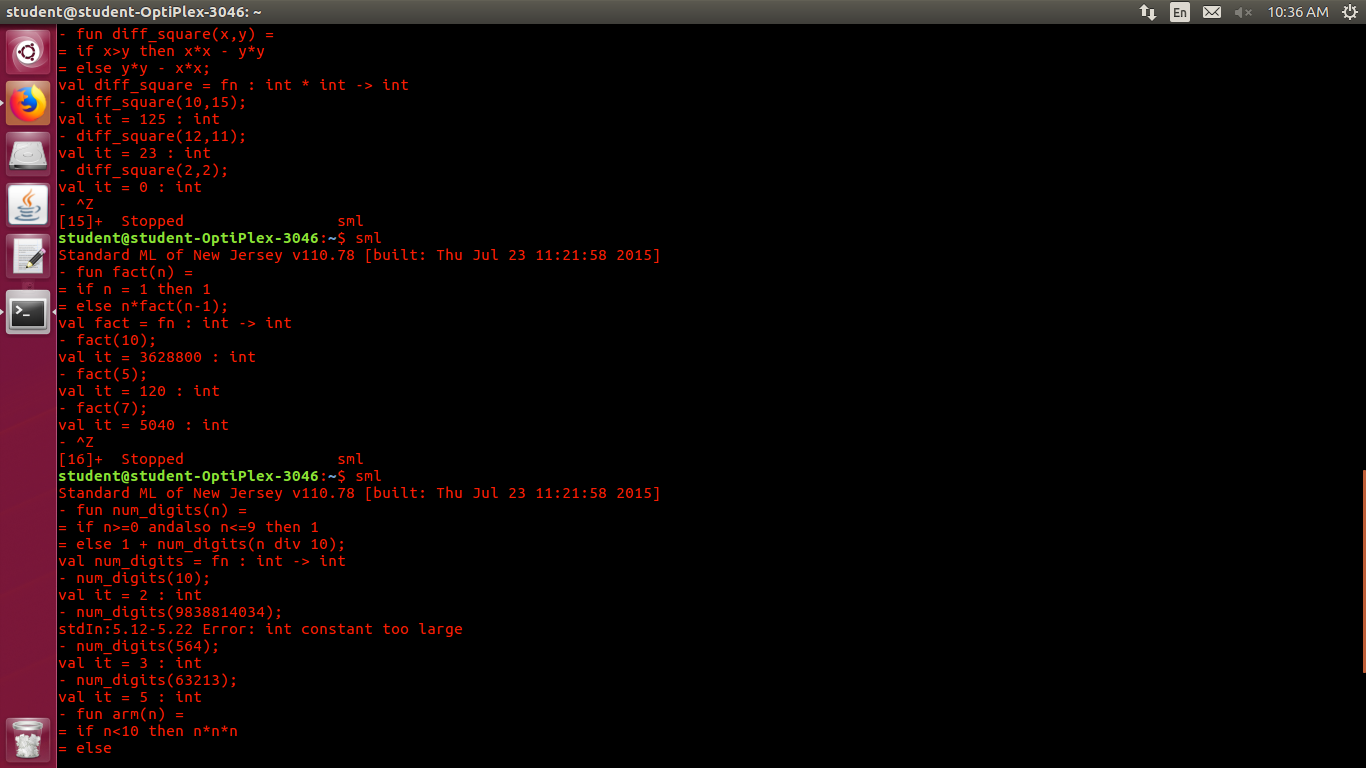 student@student-OptiPlex-3046: ~
En
10:36 AM
- fun diff_square(x,y) =
= if x>y then x*x - y*y
= else y*y - x*x;
val diff_square = fn : int * int -> int
- diff_square(10,15);
val it = 125 : int
- diff_square(12,11);
val it = 23 : int
- diff_square(2,2);
val it = 0 : int
- ^Z
[15]+  Stopped                 sml
student@student-OptiPlex-3046:~$ sml
Standard ML of New Jersey v110.78 [built: Thu Jul 23 11:21:58 2015]
- fun fact(n) =
= if n = 1 then 1
= else n*fact(n-1);
val fact = fn : int -> int
- fact(10);
val it = 3628800 : int
- fact(5);
val it = 120 : int
- fact(7);
val it = 5040 : int
- ^Z
[16]+  Stopped                 sml
student@student-OptiPlex-3046:~$ sml
Standard ML of New Jersey v110.78 [built: Thu Jul 23 11:21:58 2015]
- fun num_digits(n) =
= if n>=0 andalso n<=9 then 1
= else 1 + num_digits(n div 10);
val num_digits = fn : int -> int
- num_digits(10);
val it = 2 : int
- num_digits(9838814034);
stdIn:5.12-5.22 Error: int constant too large
- num_digits(564);
val it = 3 : int
- num_digits(63213);
val it = 5 : int
- fun arm(n) =
= if n<10 then n*n*n
= else